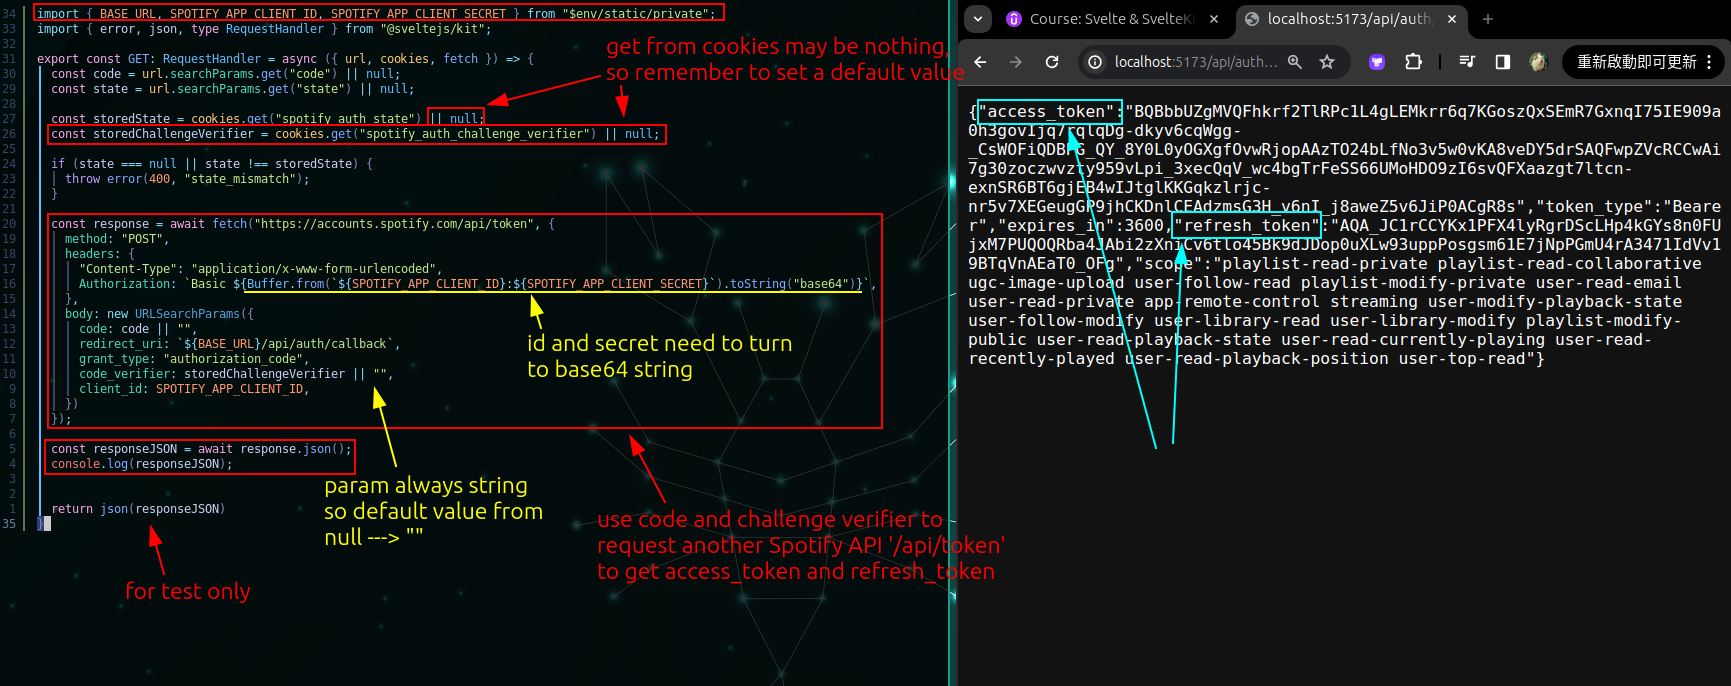 34 import { BASE_URL, SPOTIFY_APP_CLIENT_ID, SPOTIFY_APP_CLIENT_SECRET } from "$env/static/private";
33 import { error, json, type RequestHandler } from "@sveltejs/kit";
32
31 export const GET: RequestHandler = async ({ url, cookies, fetch }) => {
30 const code = url.searchParams.get("code") || null;
29 const state = url.searchParams.get("state") || null;
28
27 const storedState = cookies.get("spotify_auth_state") || null;
26 const storedChallengeVerifier = cookies.get("spotify_auth_challenge_verifier") || null;
25
24 if (state === null || state !== storedState) {
23 throw error(400, "state_mismatch");
22 }
21
20 const response = await fetch("https://accounts.spotify.com/api/token", {
19 method: "POST",
18 headers: {
17 "Content-Type": "application/x-www-form-urlencoded",
16 Authorization: `Basic ${Buffer.from(`${SPOTIFY_APP_CLIENT_ID}:${SPOTIFY_APP_CLIENT_SECRET}`).toString("base64")}`,
15 },
14 body: new URLSearchParams({
13 code: code || "",
12 redirect_uri: `${BASE_URL}/api/auth/callback`,
11 grant_type: "authorization_code",
10 code_verifier: storedChallengeVerifier || "",
9 client_id: SPOTIFY_APP_CLIENT_ID,
8 })
7 });
6
5 const responseJSON = await response.json();
4 console.log(responseJSON);
3
2
1 return json(responseJSON)
35 }
get from cookies may be nothing,
so remember to set a default value
id and secret need to turn
to base64 string
param always string
so default value from
null ---> ""
use code and challenge verifier to
request another Spotify API '/api/token'
to get access_token and refresh_token
for test only
Course: Svelte & SvelteKi
localhost:5173/api/auth/
localhost:5173/api/auth...
重新啟動即可更新
{"access_token":"BQBbbUZgMVQFhkrf2TlRPc1L4gLEMkrr6q7KGoszQxSEmR7GxnqI75IE909a
0h3govIjq7rqlqDg-dkyv6cqWgg-
_CsWOFiQDB
_QY_8Y0L0yOGXgfOvwRjopAAzTO24bLfNo3v5w0vKA8veDY5drSAQFwpZVcRCCwAi
7g30zoczwvzty959vLpi_3xecQqV_wc4bgTrFeSS66UMoHDO9zI6svQFXaazgt7ltcn-
exnSR6BT6gjEB4wIJtglKKGqkzlrjc-
nr5v7XEGeugGP9jhCKDnlCEAdzmsG3H_v6nI_j8aweZ5v6JiP0ACgR8s","token_type":"Beare
r","expires_in":3600,"refresh_token":"AQA_JC1rCCYKx1PFX4lyRgrDScLHp4kGYs8n0FU
jxM7PUQOQRba4JAbi2zXniCv6tlo45Bk9dJDop0uXLw93uppPosgsm61E7jNpPGmU4rA3471IdVv1
9BTqVnAEaT0_OFg","scope":"playlist-read-private playlist-read-collaborative
ugc-image-upload user-follow-read playlist-modify-private user-read-email
user-read-private app-remote-control streaming user-modify-playback-state
user-follow-modify user-library-read user-library-modify playlist-modify-
public user-read-playback-state user-read-currently-playing user-read-
recently-played user-read-playback-position user-top-read"}